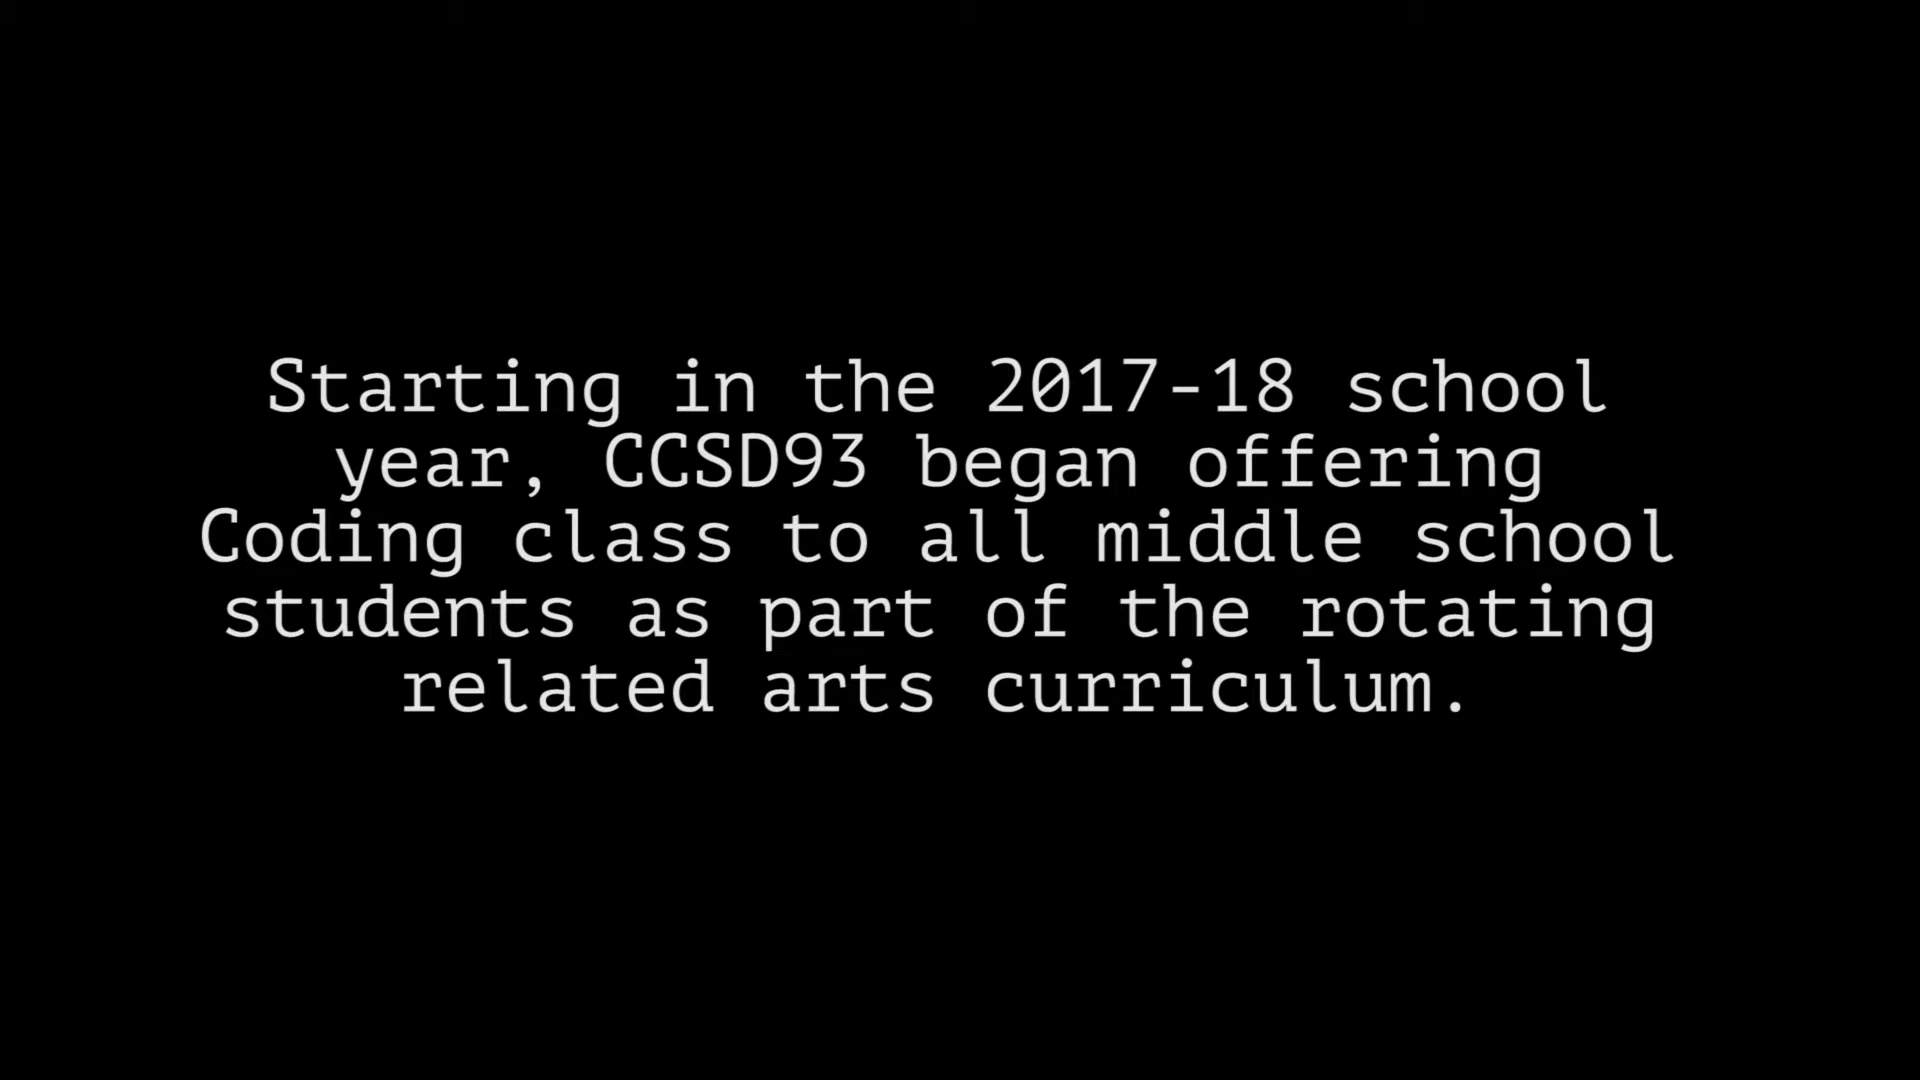 Starting in the 2017-18 school
year, CCSD93 began offering
Coding class to all middle school
students as part of the rotating
related arts curriculum.